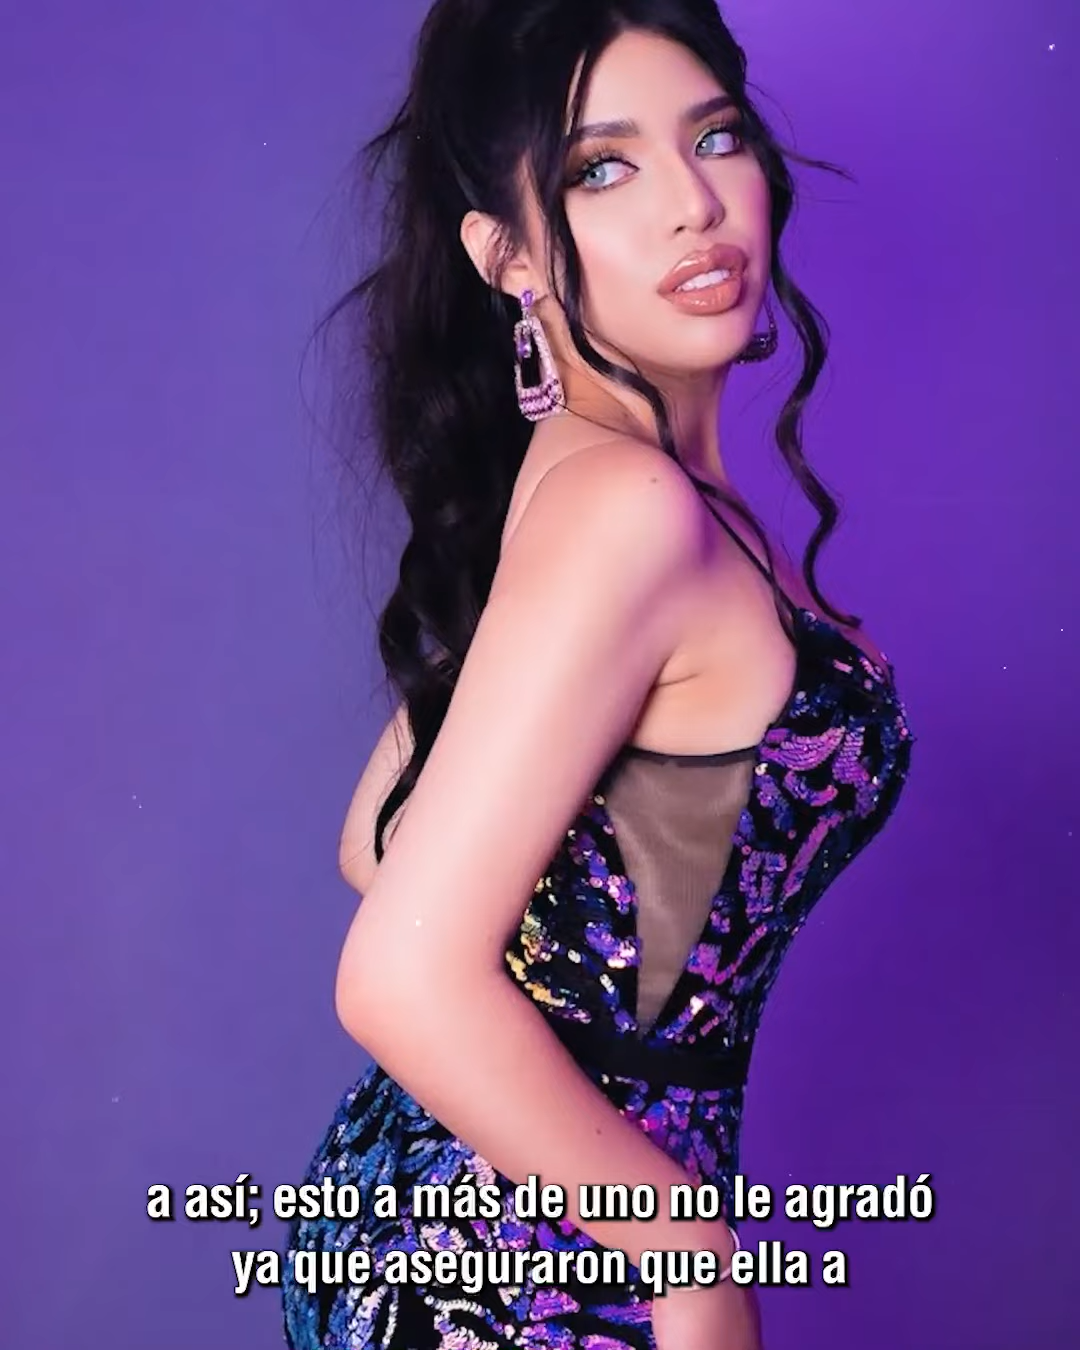 a así; esto a más de uno no le agradó
ya que aseguraron que ella a